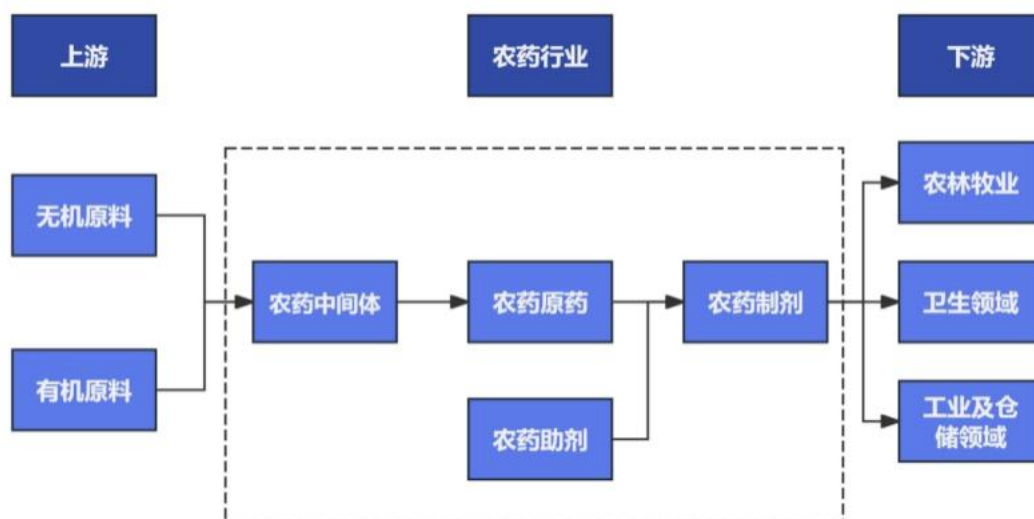 上游
农药行业
下游
无机原料
有机原料
农药中间体
农药原药
农药助剂
农药制剂
农林牧业
卫生领域
工业及仓
储领域